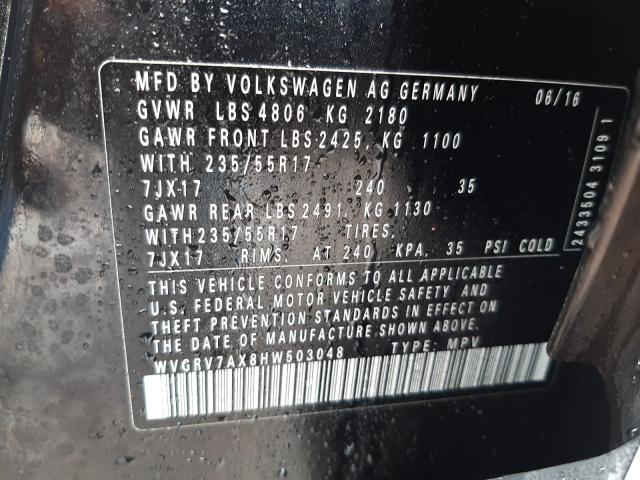 MFD BY VOLKSWAGEN AG GERMANY 06/16
GVWR LBS 4806 KG 2180
GAWR FRONT LBS 2425, KG 1100
WITH 235/55R17
7JX17 240 35
GAWR REAR LBS 2491, KG 1130
WITH 235/55R17 TIRES,
7JX17 RIMS, AT 240 KPA, 35 PSI COLD
THIS VEHICLE CONFORMS TO ALL APPLICABLE
U.S. FEDERAL MOTOR VEHICLE SAFETY AND
THEFT PREVENTION STANDARDS IN EFFECT ON
THE DATE OF MANUFACTURE SHOWN ABOVE.
WVGRV7AX8HW503048 TYPE: MPV
2433504 3109 1